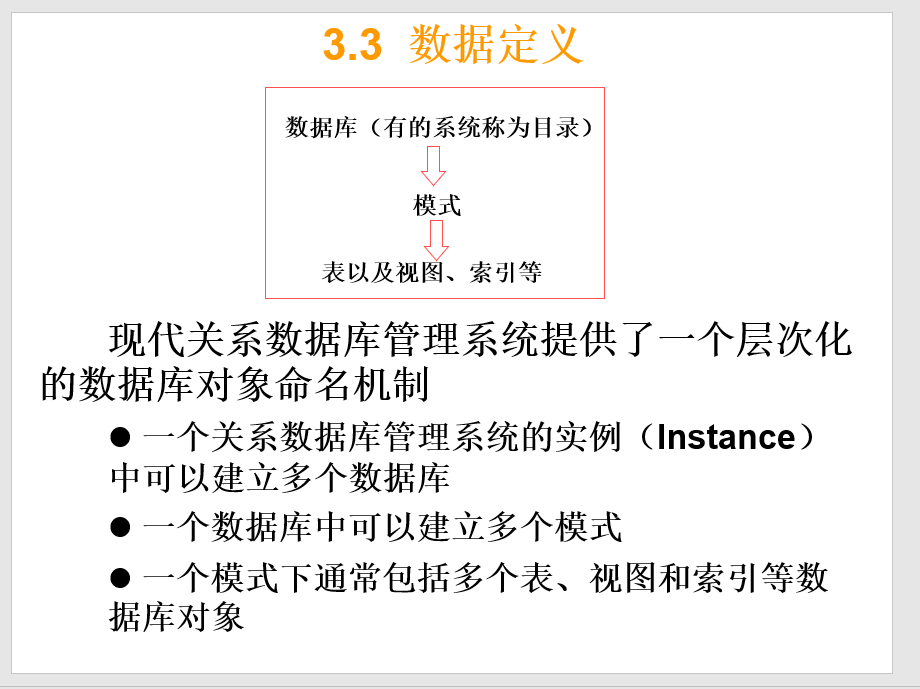 3.3 数据定义
数据库（有的系统称为目录）
模式
表以及视图、索引等
现代关系数据库管理系统提供了一个层次化
的数据库对象命名机制
● 一个关系数据库管理系统的实例（Instance）
中可以建立多个数据库
● 一个数据库中可以建立多个模式
● 一个模式下通常包括多个表、视图和索引等数
据库对象